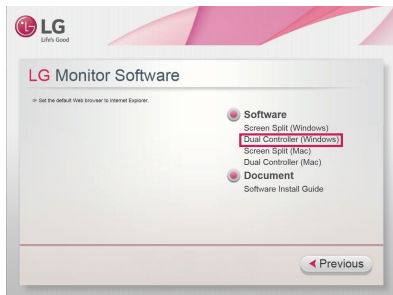 LG
Life's Good
LG Monitor Software
☞ Set the default Web browser to Internet Explorer.
Software
Screen Split (Windows)
Dual Controller (Windows)
Screen Split (Mac)
Dual Controller (Mac)
Document
Software Install Guide
Previous